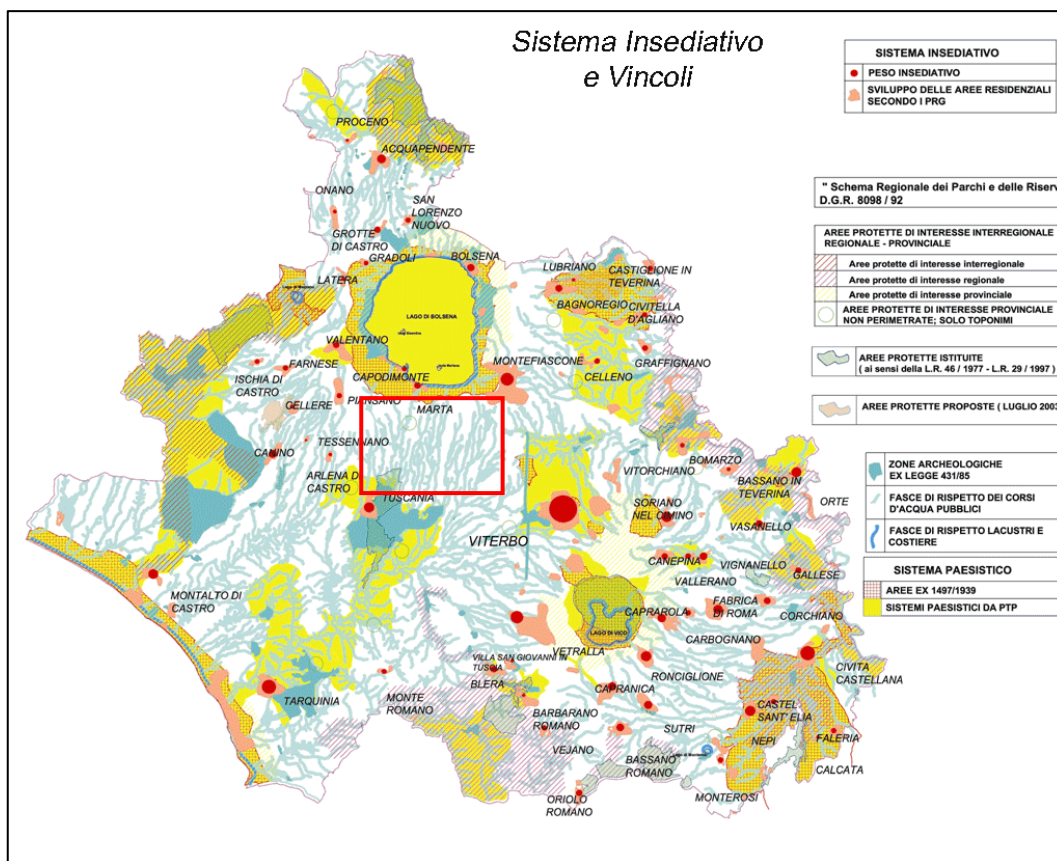 Sistema Insediativo
e Vincoli
SISTEMA INSEDIATIVO
PESO INSEDIATIVO
SVILUPPO DELLE AREE RESIDENZIALI
SECONDO I PRG
" Schema Regionale dei Parchi e delle Riserv
D.G.R. 8098 / 92
AREE PROTETTE DI INTERESSE INTERREGIONALE
REGIONALE - PROVINCIALE
Aree protette di interesse interregionale
Aree protette di interesse regionale
Aree protette di interesse provinciale
AREE PROTETTE DI INTERESSE PROVINCIALE
NON PERIMETRATE; SOLO TOPONIMI
AREE PROTETTE ISTITUITE
( ai sensi della L.R. 46 / 1977 - L.R. 29 / 1997 )
AREE PROTETTE PROPOSTE ( LUGLIO 2003
ZONE ARCHEOLOGICHE
EX LEGGE 431/85
FASCE DI RISPETTO DEI CORSI
D'ACQUA PUBBLICI
FASCE DI RISPETTO LACUSTRI E
COSTIERE
SISTEMA PAESISTICO
AREE EX 1497/1939
SISTEMI PAESISTICI DA PTP
PROCENO
ACQUAPENDENTE
ONANO
SAN
LORENZO
NUOVO
GROTTE
DI CASTRO
GRADOLI
BOLSENA
LATERA
LUBRIANO
CASTIGLIONE IN
TEVERINA
BAGNOREGIO
CIVITELLA
D'AGLIANO
LAGO DI BOLSENA
VALENTANO
MONTEFIASCONE
GRAFFIGNANO
FARNESE
CELLENO
ISCHIA DI
CASTRO
CAPODIMONTE
CELLERE
PIANSANO
MARTA
TESSENNANO
CANINO
ARLENA DI
CASTRO
TUSCANIA
VITORCHIANO
BOMARZO
BASSANO IN
TEVERINA
ORTE
SORIANO
NEL CIMINO
VASANELLO
VITERBO
CANEPINA
VIGNANELLO
VALLERANO
GALLESE
MONTALTO DI
CASTRO
CAPRAROLA
FABRICA
DI ROMA
CORCHIANO
LAGO DI VICO
CARBOGNANO
VETRALLA
VILLA SAN GIOVANNI IN
TUSCIA
RONCIGLIONE
CIVITA
CASTELLANA
BLERA
CAPRANICA
TARQUINIA
MONTE
ROMANO
BARBARANO
ROMANO
SUTRI
CASTEL
SANT' ELIA
VEJANO
NEPI
FALERIA
BASSANO
ROMANO
CALCATA
ORIOLO
ROMANO
MONTEROSI